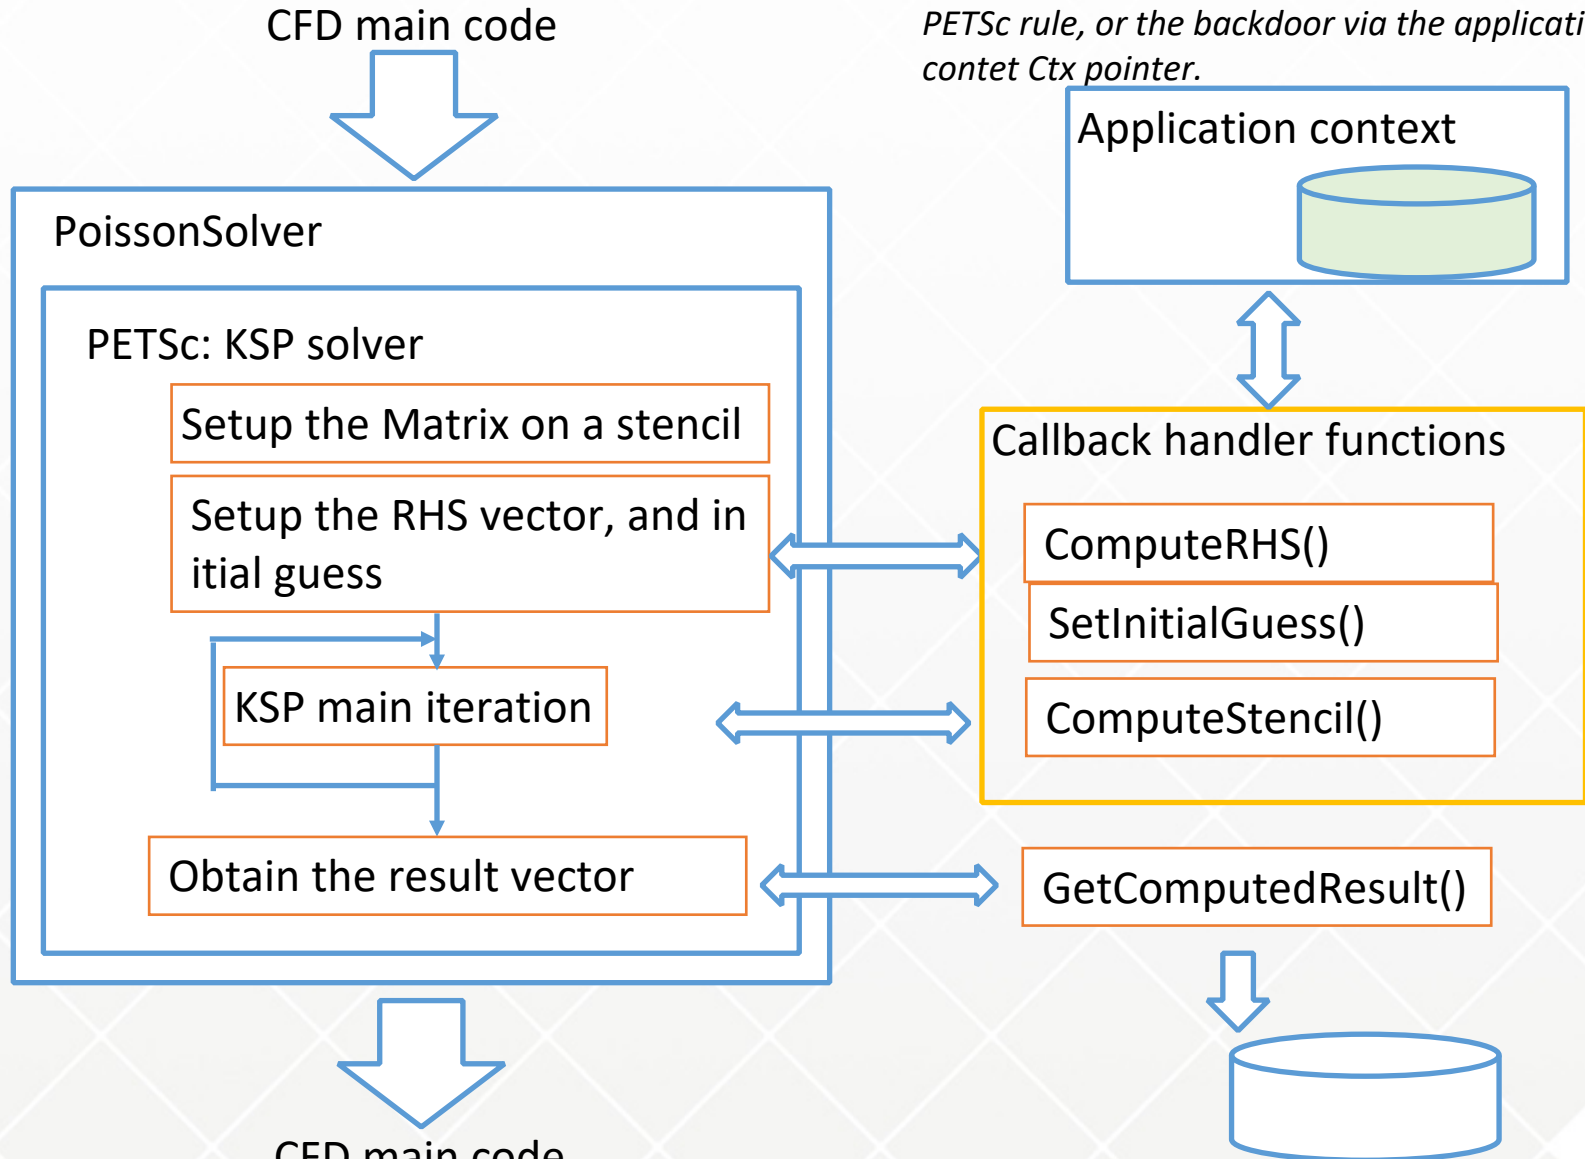 CFD main code
PETSc rule, or the backdoor via the applicati
contet Ctx pointer.
Application context
PoissonSolver
PETSc: KSP solver
Setup the Matrix on a stencil
Setup the RHS vector, and in
itial guess
KSP main iteration
Obtain the result vector
Callback handler functions
ComputeRHS()
SetInitialGuess()
ComputeStencil()
GetComputedResult()
CFD main code